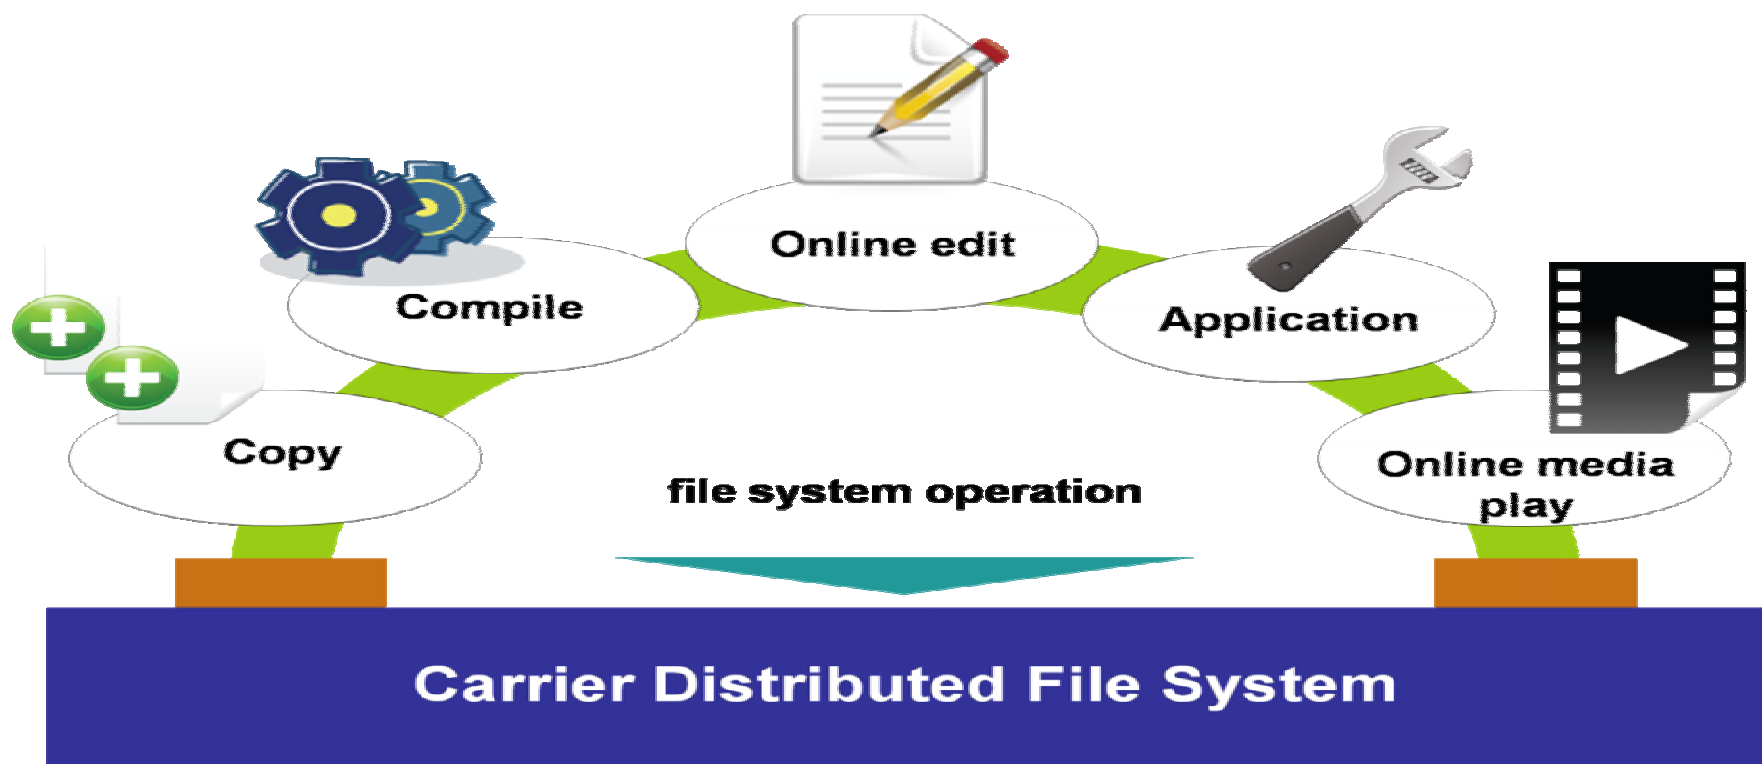 Online edit
Compile
Application
Copy
Online media
play
file system operation
Carrier Distributed File System